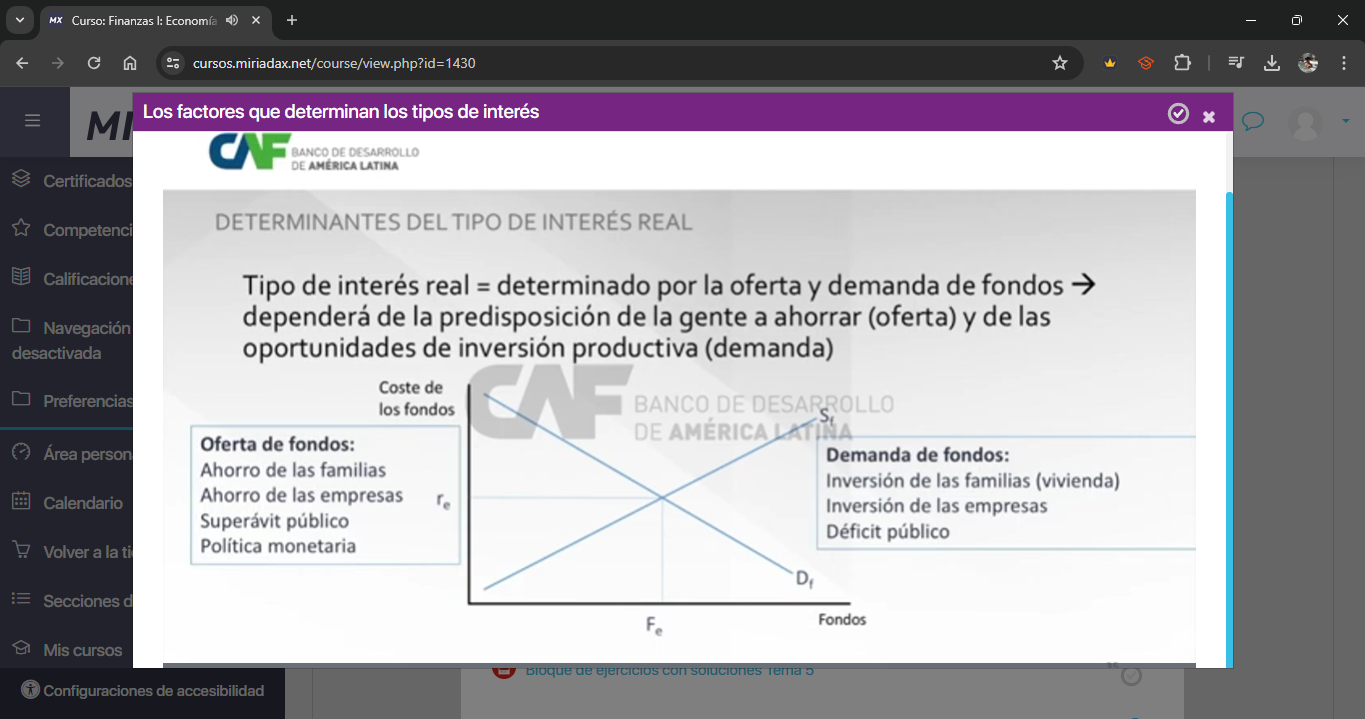 MX Curso: Finanzas I: Economía
cursos.miriadax.net/course/view.php?id=1430
Los factores que determinan los tipos de interés
CAF BANCO DE DESARROLLO
DE AMÉRICA LATINA
DETERMINANTES DEL TIPO DE INTERÉS REAL
Tipo de interés real = determinado por la oferta y demanda de fondos →
dependerá de la predisposición de la gente a ahorrar (oferta) y de las
oportunidades de inversión productiva (demanda)
CAF BANCO DE DESARROLLO
DE AMÉRICA LATINA
Coste de
los fondos
Oferta de fondos:
Ahorro de las familias
Ahorro de las empresas
Superávit público
Política monetaria
re
Sf
Demanda de fondos:
Inversión de las familias (vivienda)
Inversión de las empresas
Déficit público
Df
Fe
Fondos
Certificados
Competenci
Calificacione
Navegación
desactivada
Preferencias
Área person
Calendario
Volver a la ti
Secciones d
Mis cursos
Configuraciones de accesibilidad
Bloque de ejercicios con soluciones Tema 5